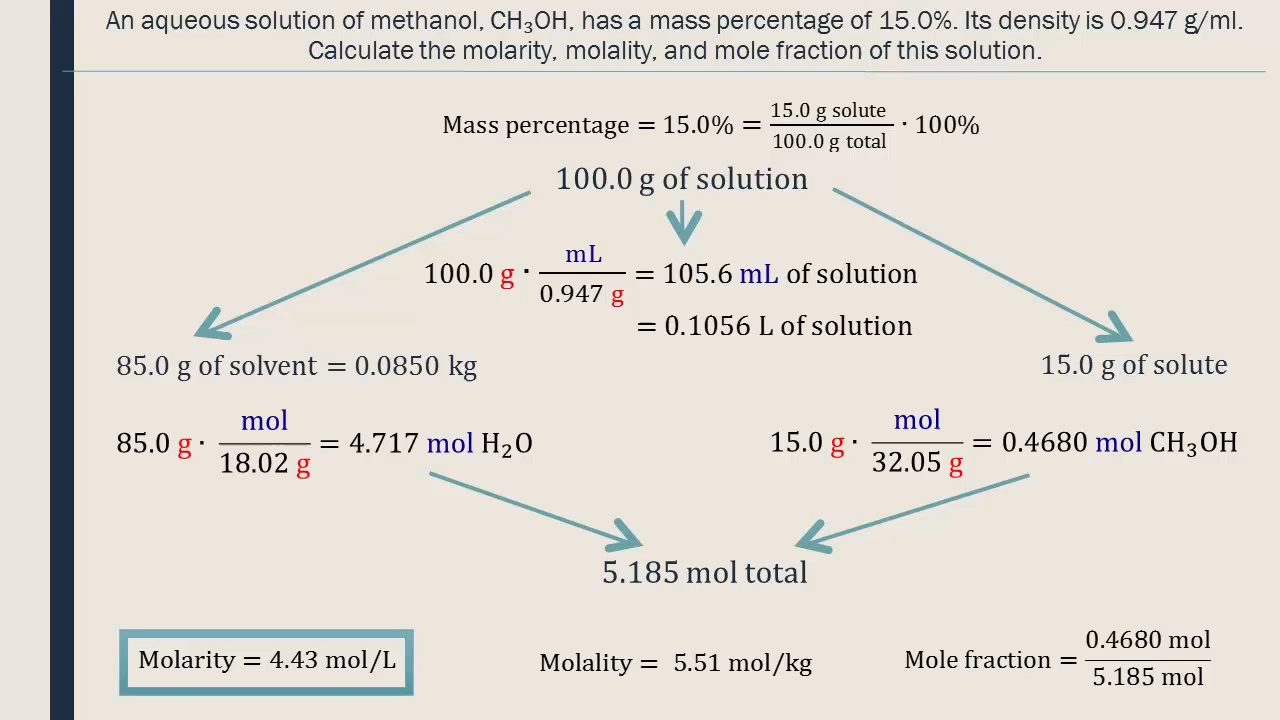 An aqueous solution of methanol, CH₃OH, has a mass percentage of 15.0%. Its density is 0.947 g/ml.
Calculate the molarity, molality, and mole fraction of this solution.
Mass percentage = 15.0% = 15.0 g solute / 100.0 g total · 100%
100.0 g of solution
100.0 g · mL / 0.947 g = 105.6 mL of solution
= 0.1056 L of solution
85.0 g of solvent = 0.0850 kg
15.0 g of solute
85.0 g · mol / 18.02 g = 4.717 mol H₂O
15.0 g · mol / 32.05 g = 0.4680 mol CH₃OH
5.185 mol total
Molarity = 4.43 mol/L
Molality = 5.51 mol/kg
Mole fraction = 0.4680 mol / 5.185 mol